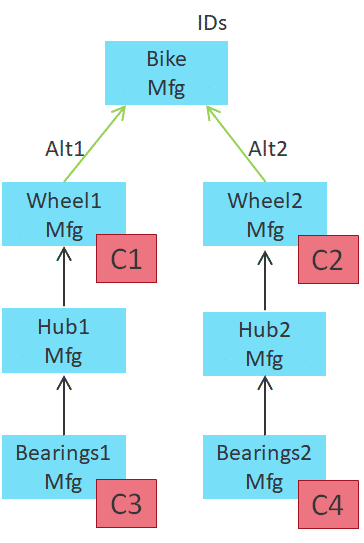 IDs
Bike
Mfg
Alt1
Alt2
Wheel1
Mfg
C1
Wheel2
Mfg
C2
Hub1
Mfg
Hub2
Mfg
Bearings1
Mfg
C3
Bearings2
Mfg
C4